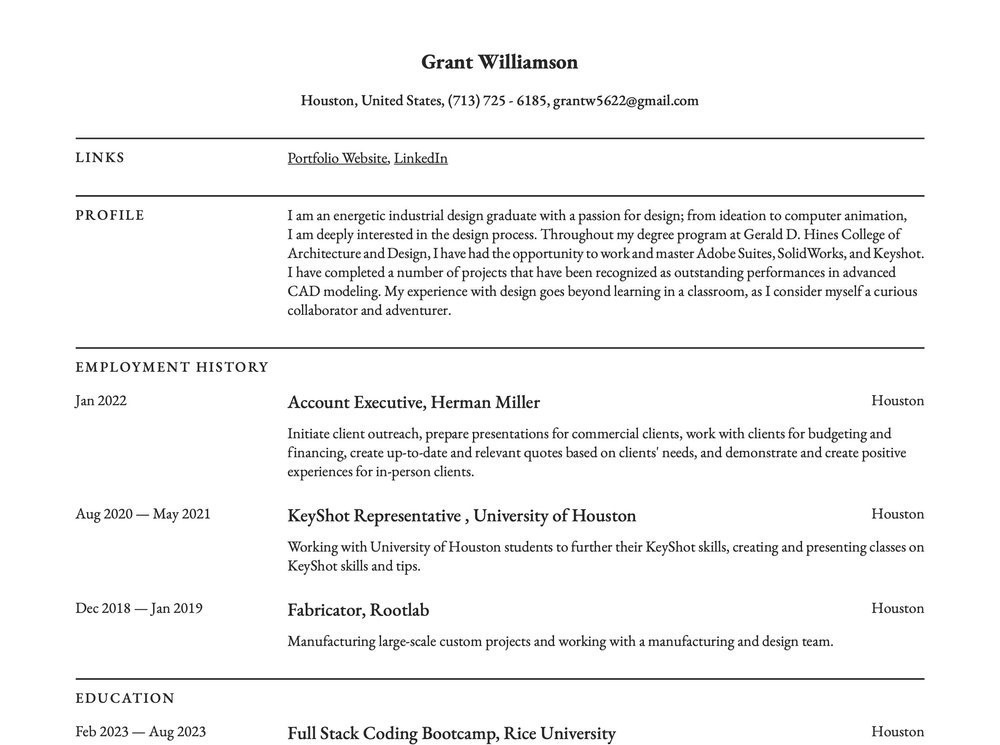 Grant Williamson
Houston, United States, (713) 725 - 6185, grantw5622@gmail.com
LINKS
Portfolio Website, LinkedIn
PROFILE
I am an energetic industrial design graduate with a passion for design; from ideation to computer animation,
I am deeply interested in the design process. Throughout my degree program at Gerald D. Hines College of
Architecture and Design, I have had the opportunity to work and master Adobe Suites, SolidWorks, and Keyshot.
I have completed a number of projects that have been recognized as outstanding performances in advanced
CAD modeling. My experience with design goes beyond learning in a classroom, as I consider myself a curious
collaborator and adventurer.
EMPLOYMENT HISTORY
Jan 2022 Account Executive, Herman Miller Houston
Initiate client outreach, prepare presentations for commercial clients, work with clients for budgeting and
financing, create up-to-date and relevant quotes based on clients' needs, and demonstrate and create positive
experiences for in-person clients.
Aug 2020 — May 2021 KeyShot Representative , University of Houston Houston
Working with University of Houston students to further their KeyShot skills, creating and presenting classes on
KeyShot skills and tips.
Dec 2018 — Jan 2019 Fabricator, Rootlab Houston
Manufacturing large-scale custom projects and working with a manufacturing and design team.
EDUCATION
Feb 2023 — Aug 2023 Full Stack Coding Bootcamp, Rice University Houston